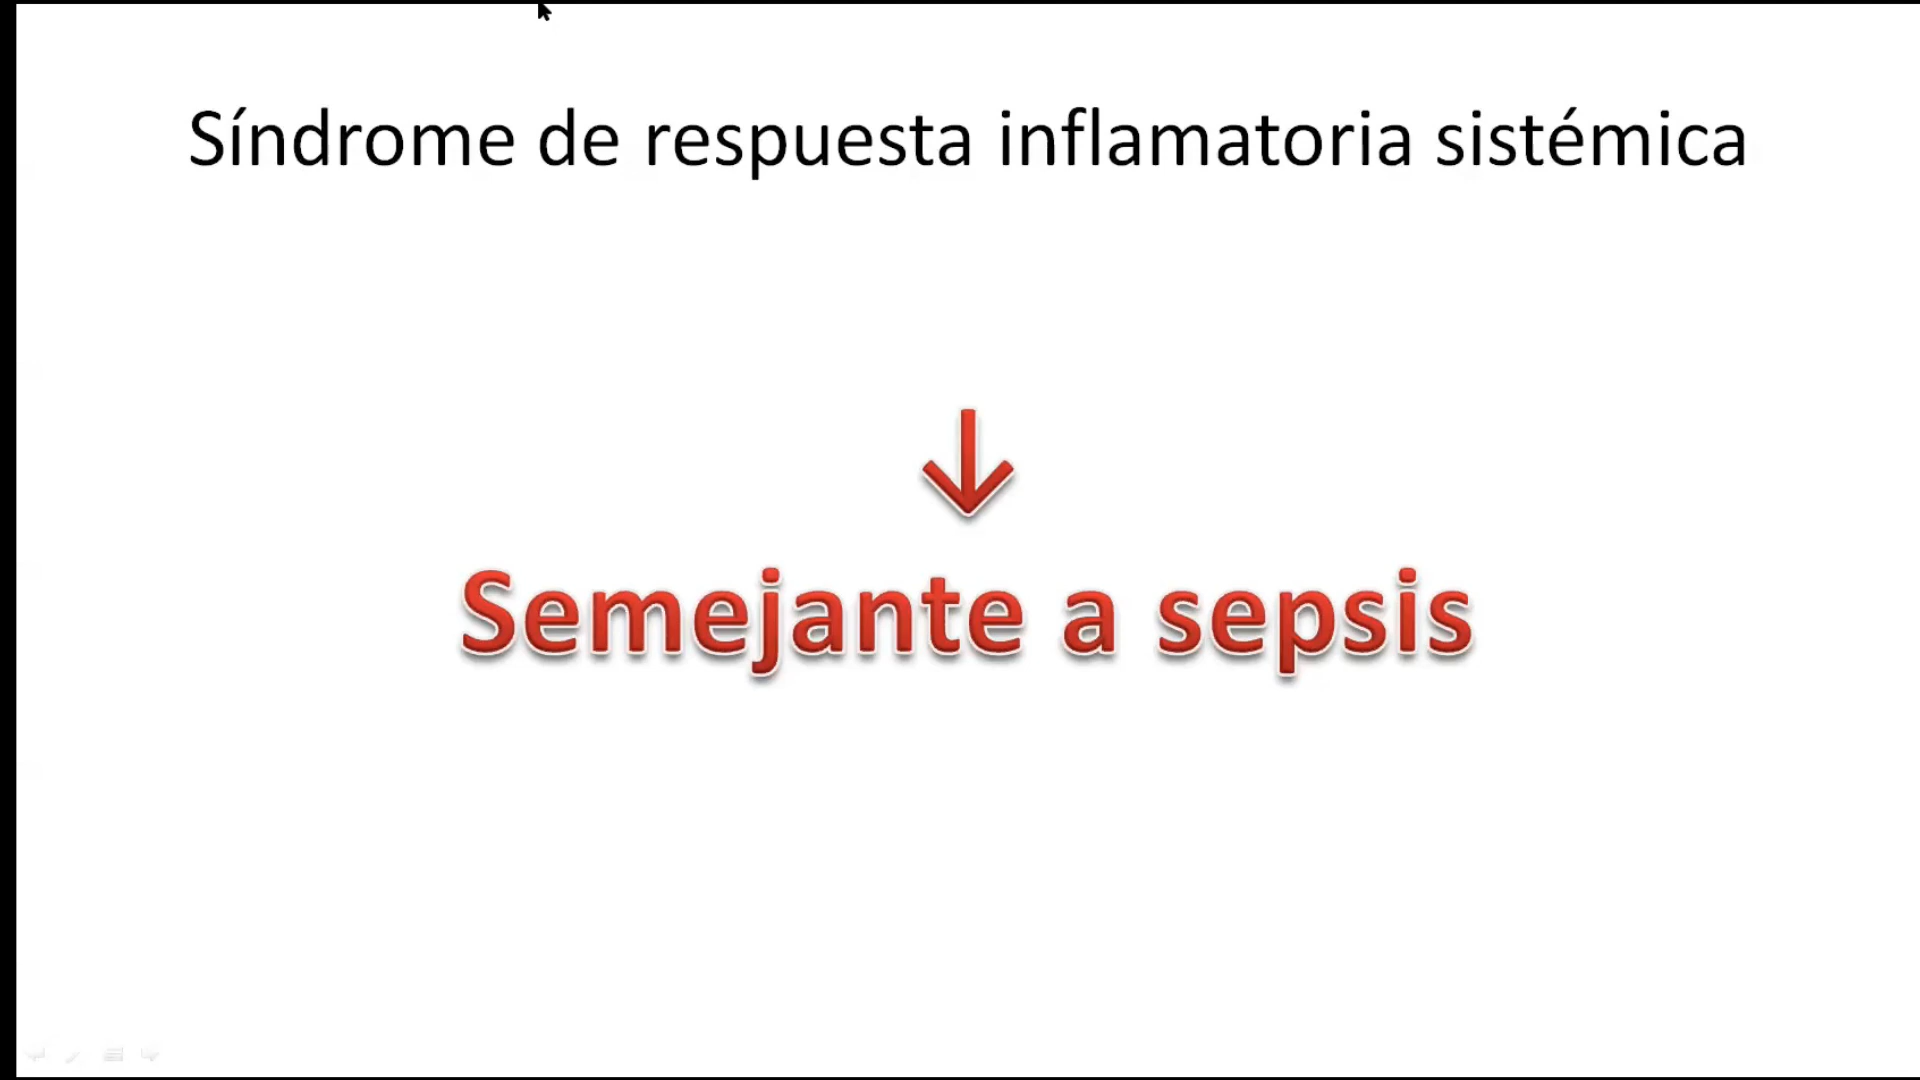 Síndrome de respuesta inflamatoria sistémica
↓
Semejante a sepsis